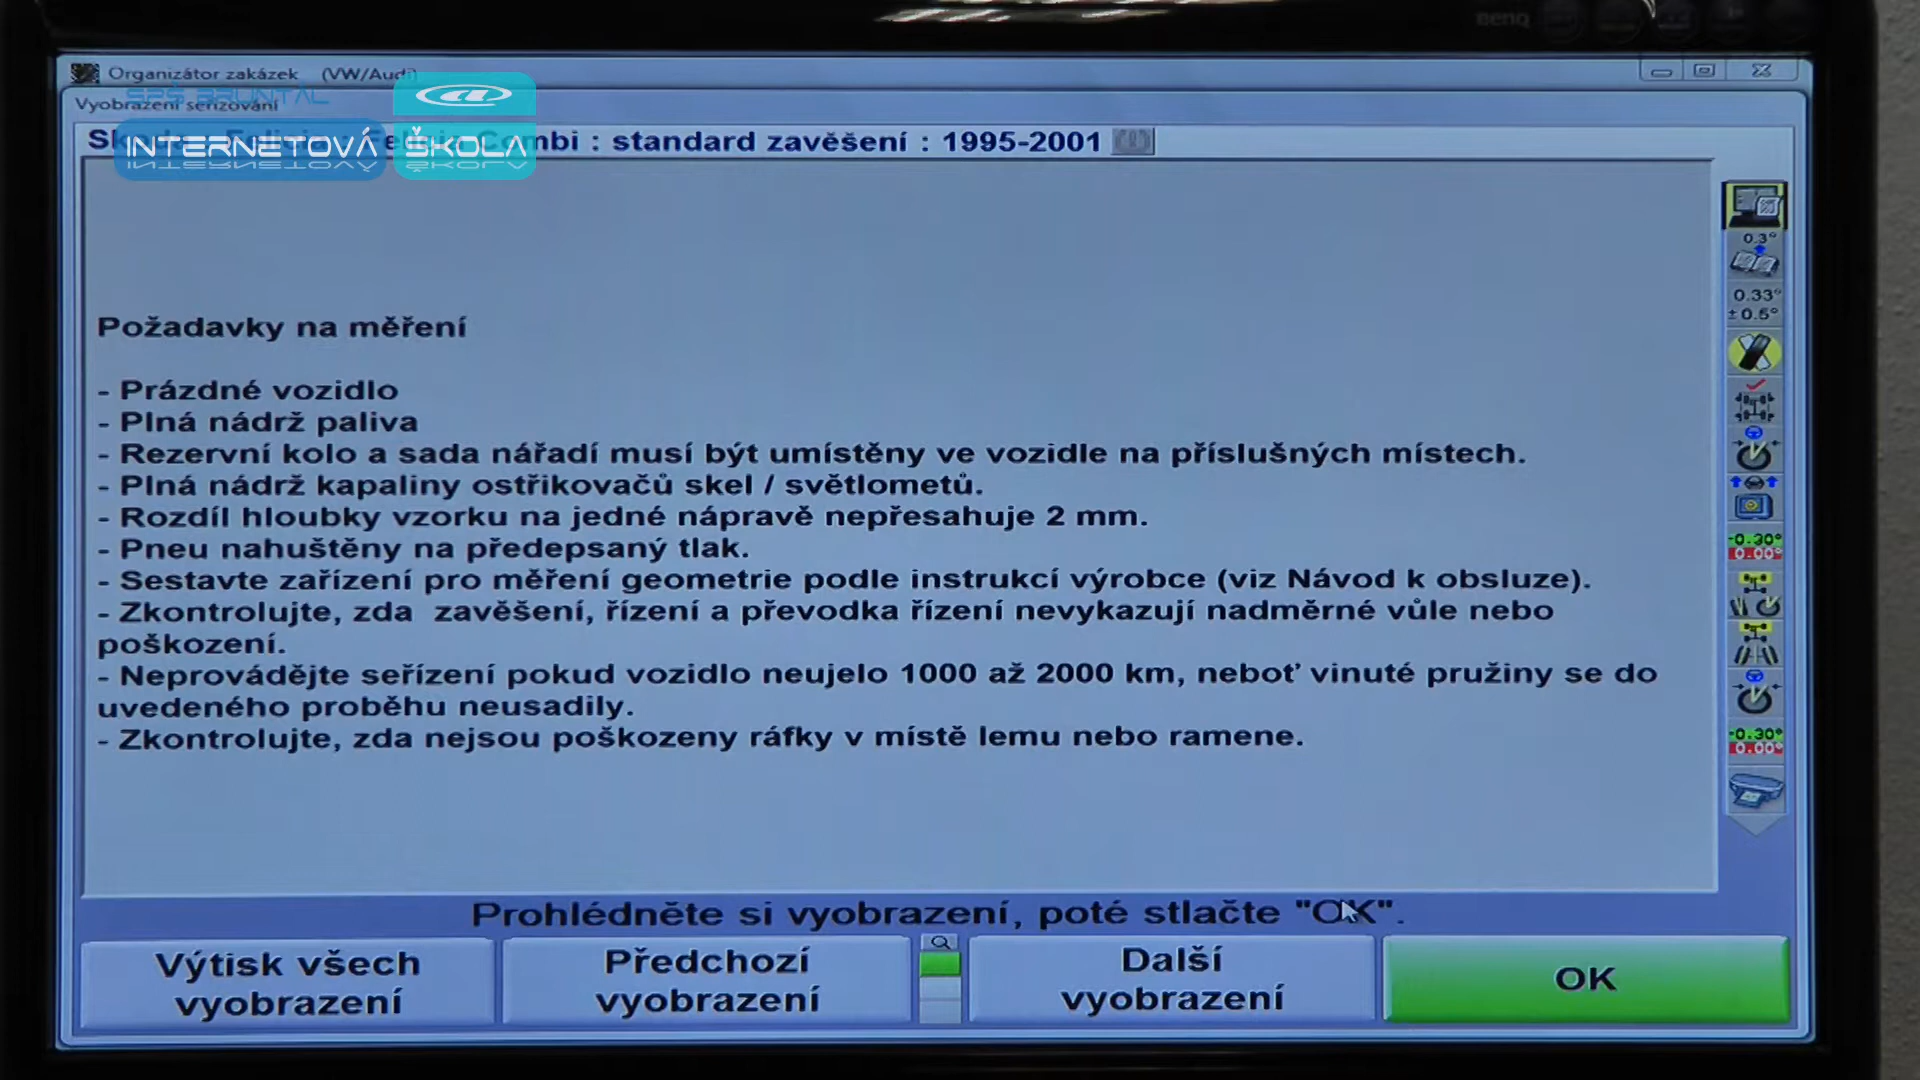 BenQ
Organizátor zakázek (VW/Audi)
SPŠ BRUNTÁL
Vyobrazení seřizování
INTERNETOVÁ ŠKOLA
Combi : standard zavěšení : 1995-2001
0.3°
0.33°
±0.5°
Požadavky na měření
- Prázdné vozidlo
- Plná nádrž paliva
- Rezervní kolo a sada nářadí musí být umístěny ve vozidle na příslušných místech.
- Plná nádrž kapaliny ostřikovačů skel / světlometů.
- Rozdíl hloubky vzorku na jedné nápravě nepřesahuje 2 mm.
- Pneu nahuštěny na předepsaný tlak.
- Sestavte zařízení pro měření geometrie podle instrukcí výrobce (viz Návod k obsluze).
- Zkontrolujte, zda zavěšení, řízení a převodka řízení nevykazují nadměrné vůle nebo
poškození.
- Neprovádějte seřízení pokud vozidlo neujelo 1000 až 2000 km, neboť vinuté pružiny se do
uvedeného proběhu neusadily.
- Zkontrolujte, zda nejsou poškozeny ráfky v místě lemu nebo ramene.
-0.30°
0.00°
-0.30°
0.00°
Prohlédněte si vyobrazení, poté stlačte "OK".
Výtisk všech
vyobrazení
Předchozí
vyobrazení
Další
vyobrazení
OK